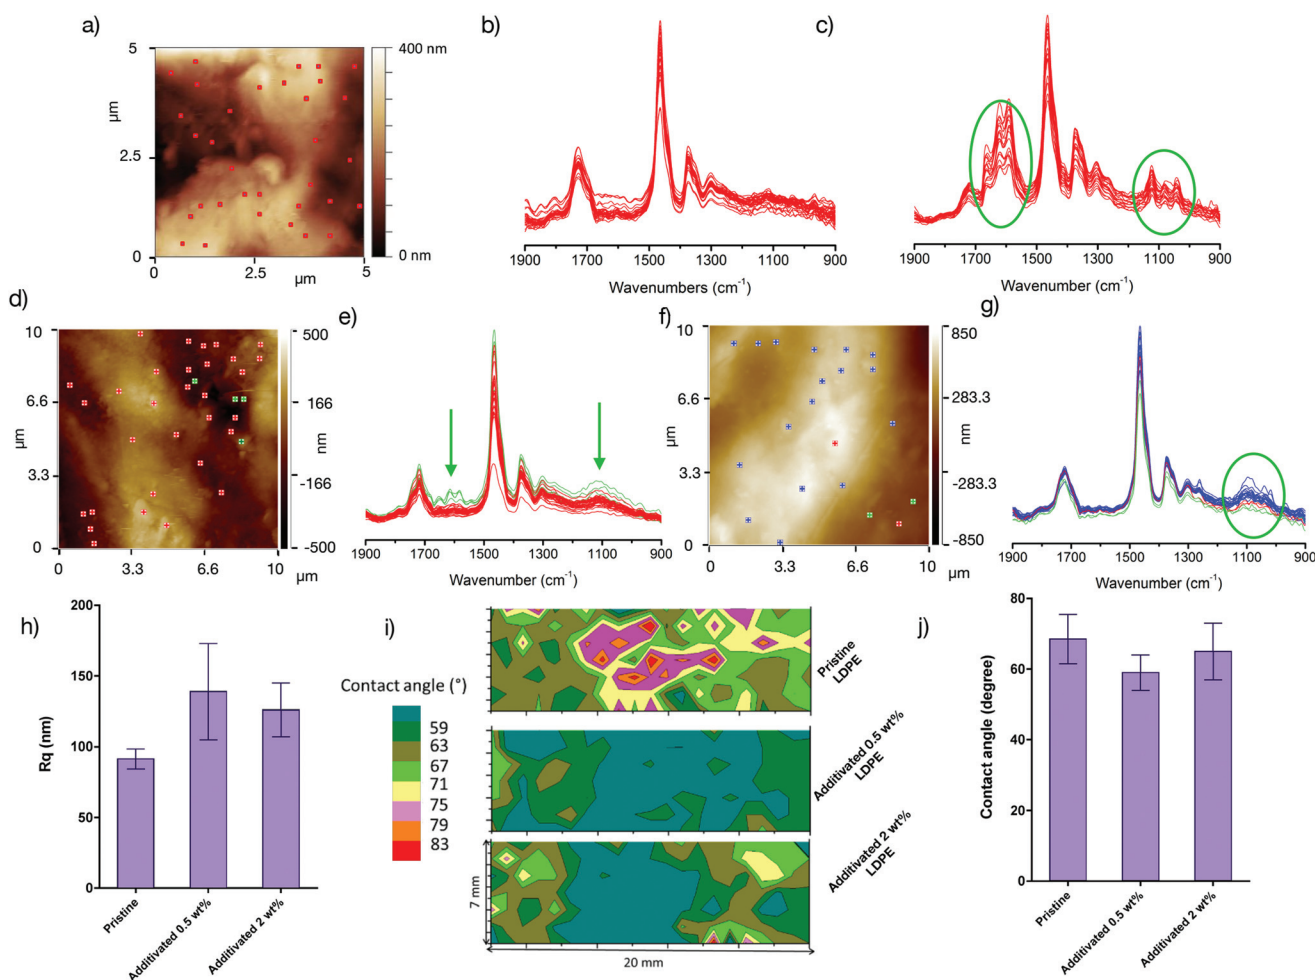 a)
5
μm
2.5
0
0
2.5
5
μm
400 nm
0 nm
b)
1900
1700
1500
1300
1100
900
Wavenumbers (cm-1)
c)
1900
1700
1500
1300
1100
900
Wavenumber (cm-1)
d)
10
6.6
μm
3.3
0
0
3.3
6.6
10
μm
500
166
nm
-166
-500
e)
1900
1700
1500
1300
1100
900
Wavenumber (cm-1)
f)
10
6.6
μm
3.3
0
0
3.3
6.6
10
μm
850
283.3
nm
-283.3
-850
g)
1900
1700
1500
1300
1100
900
Wavenumber (cm-1)
h)
Rq (nm)
200
150
100
50
0
Pristine
Additivated 0.5 wt%
Additivated 2 wt%
i)
Contact angle (°)
59
63
67
71
75
79
83
Pristine
LDPE
Additivated 0.5 wt%
LDPE
Additivated 2 wt%
LDPE
7 mm
20 mm
j)
Contact angle (degree)
80
60
40
20
0
Pristine
Additivated 0.5 wt%
Additivated 2 wt%